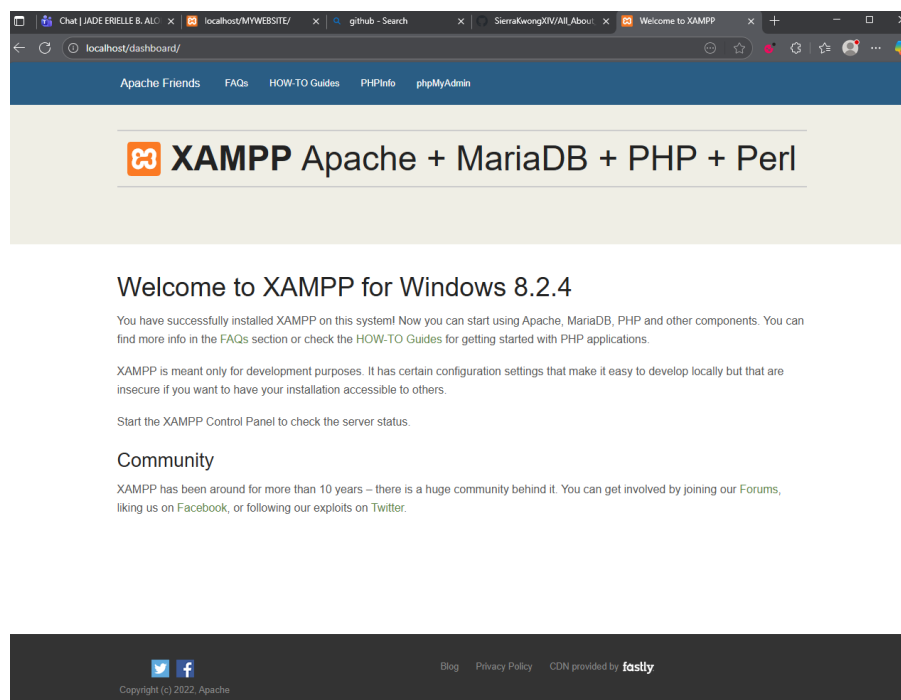 Chat | JADE ERIELLE B. ALO
localhost/MYWEBSITE/
github - Search
SierraKwongXIV/All_About_
Welcome to XAMPP
localhost/dashboard/
Apache Friends FAQs HOW-TO Guides PHPInfo phpMyAdmin
XAMPP Apache + MariaDB + PHP + Perl
Welcome to XAMPP for Windows 8.2.4
You have successfully installed XAMPP on this system! Now you can start using Apache, MariaDB, PHP and other components. You can
find more info in the FAQs section or check the HOW-TO Guides for getting started with PHP applications.
XAMPP is meant only for development purposes. It has certain configuration settings that make it easy to develop locally but that are
insecure if you want to have your installation accessible to others.
Start the XAMPP Control Panel to check the server status.
Community
XAMPP has been around for more than 10 years – there is a huge community behind it. You can get involved by joining our Forums,
liking us on Facebook, or following our exploits on Twitter.
Blog Privacy Policy CDN provided by fastly
Copyright (c) 2022, Apache